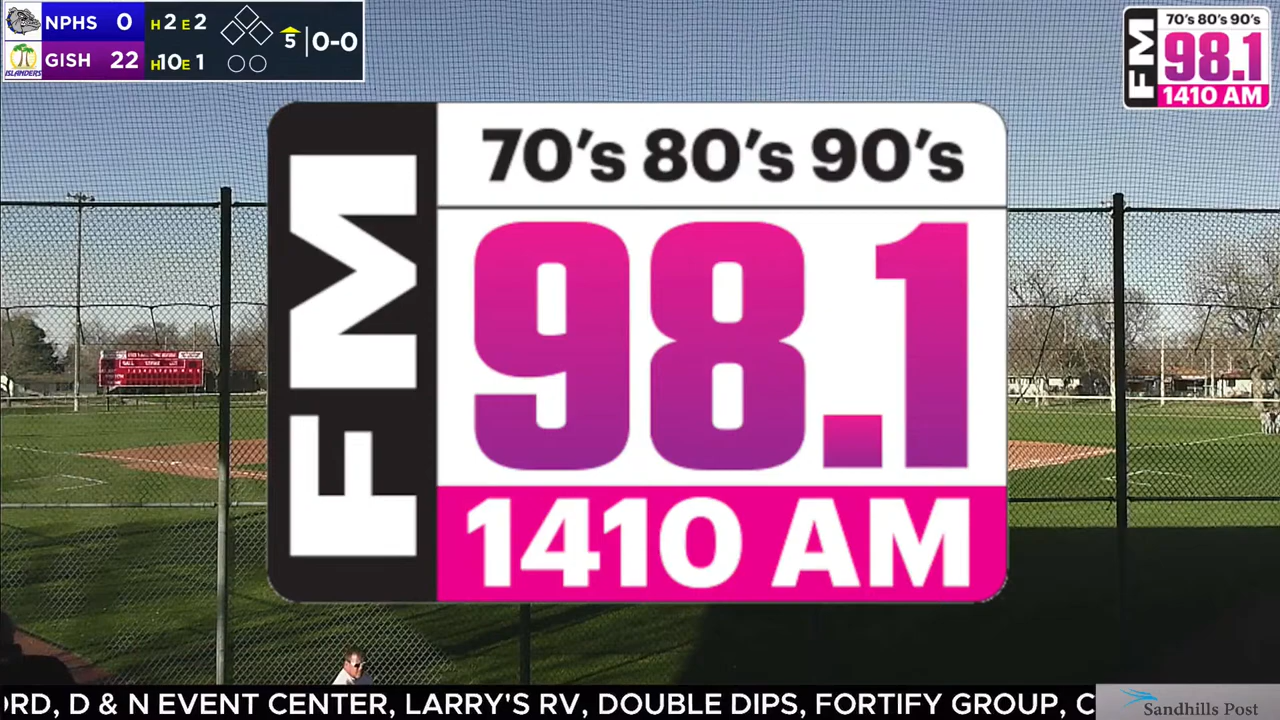 NPHS 0 H 2 E 2
5 0-0
ISLANDERS GISH 22 H 10 E 1
70's 80's 90's
FM 98.1
1410 AM
70's 80's 90's
FM 98.1
1410 AM
ORD, D & N EVENT CENTER, LARRY'S RV, DOUBLE DIPS, FORTIFY GROUP, C
Sandhills Post